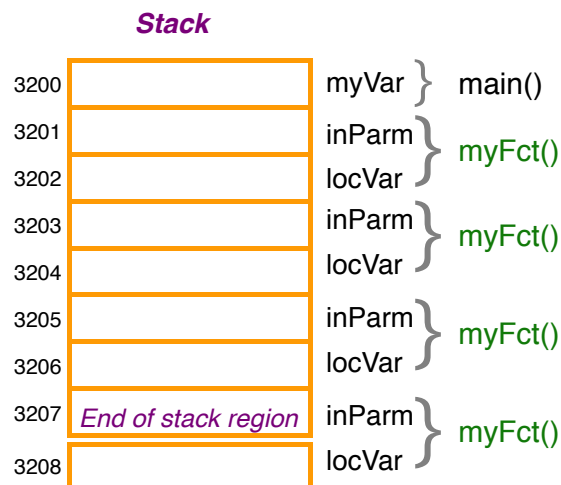 Stack
3200 myVar } main()
3201 inParm
3202 locVar } myFct()
3203 inParm
3204 locVar } myFct()
3205 inParm
3206 locVar } myFct()
3207 End of stack region inParm
3208 locVar } myFct()